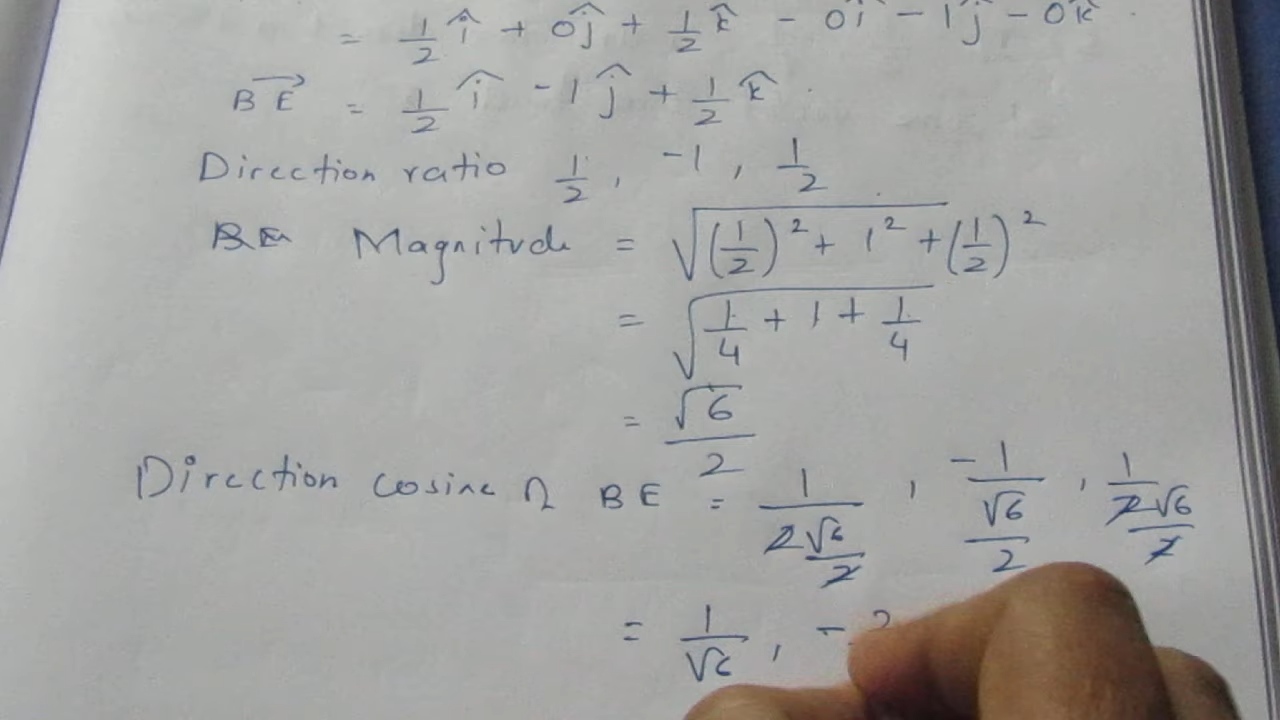 = 1/2 î + 0ĵ + 1/2 k̂ - 0î - 1ĵ - 0k̂
BE⃗ = 1/2 î - 1ĵ + 1/2 k̂
Direction ratio 1/2, -1, 1/2
BE Magnitude = √((1/2)² + 1² + (1/2)²)
= √(1/4 + 1 + 1/4)
= √6/2
Direction cosine BE = 1/(2√6/2), -1/(√6/2), 1/(2√6/2)
= 1/√6, -